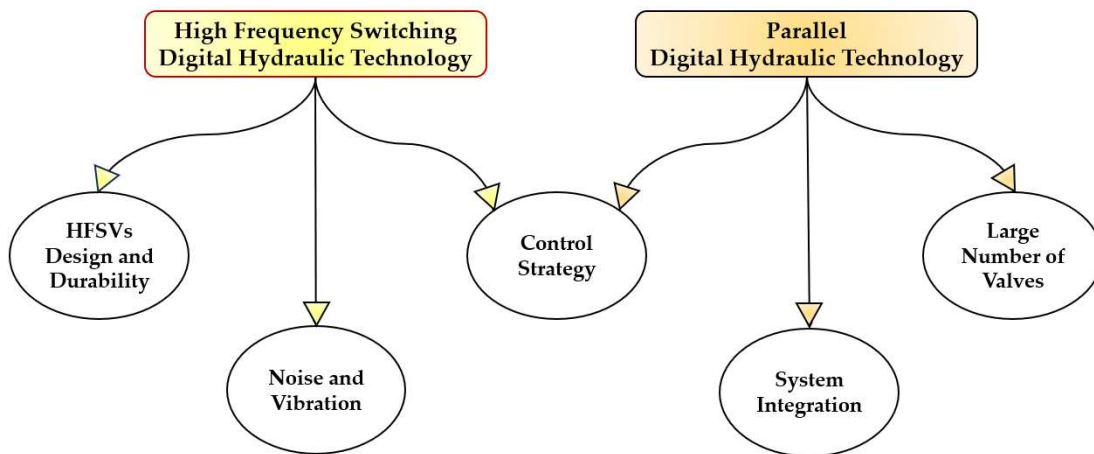 High Frequency Switching
Digital Hydraulic Technology
Parallel
Digital Hydraulic Technology
HFSVs
Design and
Durability
Noise and
Vibration
Control
Strategy
System
Integration
Large
Number of
Valves